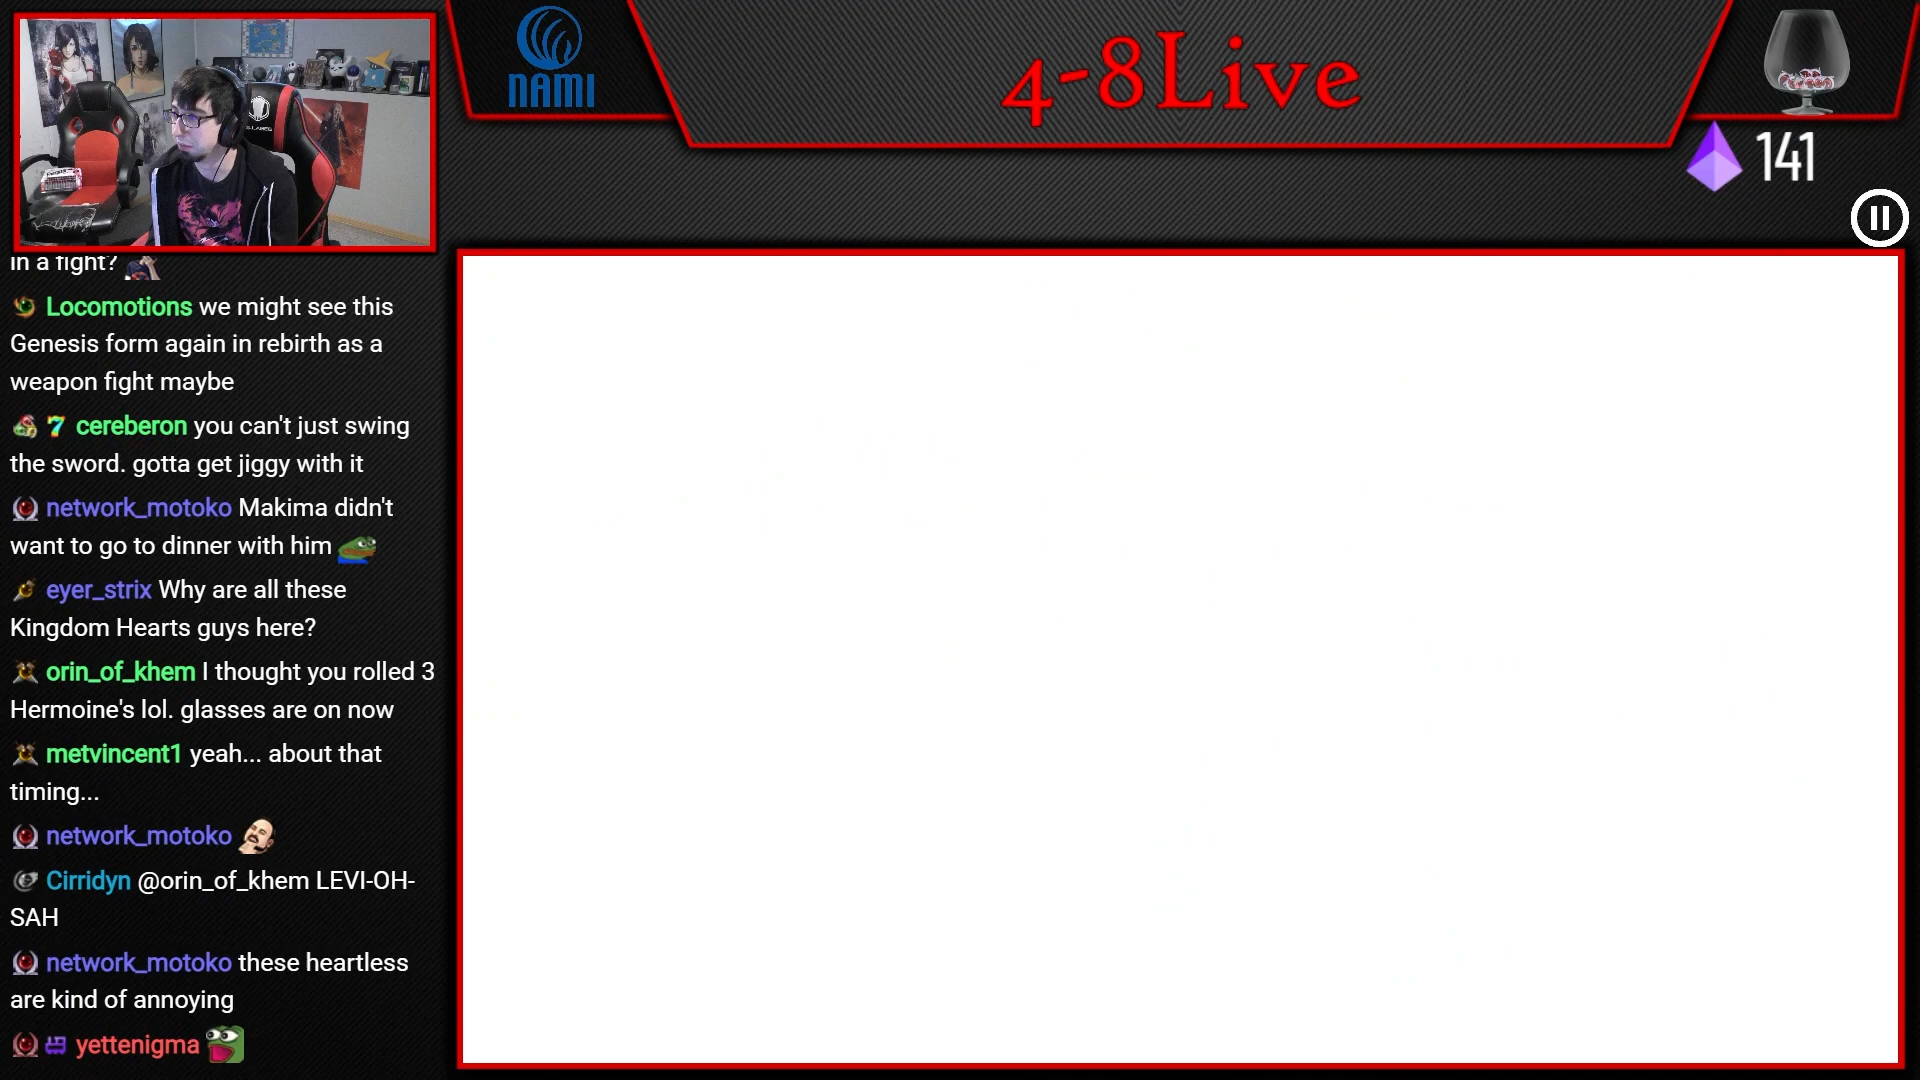 NAMI
4-8Live
141
in a fight?
Locomotions we might see this
Genesis form again in rebirth as a
weapon fight maybe
7 cereberon you can't just swing
the sword. gotta get jiggy with it
network_motoko Makima didn't
want to go to dinner with him
eyer_strix Why are all these
Kingdom Hearts guys here?
orin_of_khem I thought you rolled 3
Hermoine's lol. glasses are on now
metvincent1 yeah... about that
timing...
network_motoko
Cirridyn @orin_of_khem LEVI-OH-
SAH
network_motoko these heartless
are kind of annoying
yettenigma